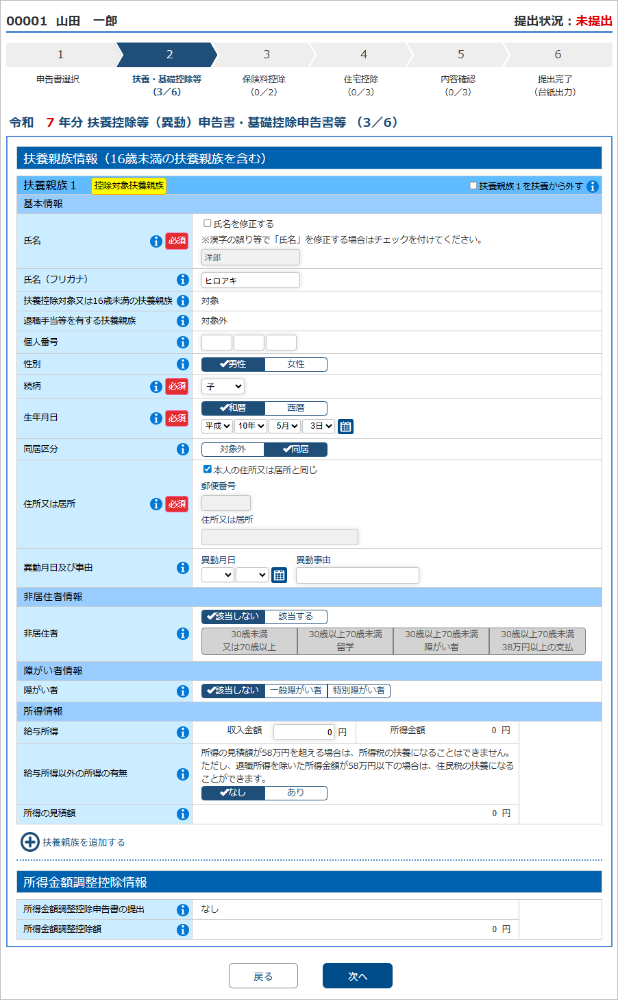 00001 山田　一郎
提出状況：未提出
1
2
3
4
5
6
申告書選択
扶養・基礎控除等
（3／6）
保険料控除
（0／2）
住宅控除
（0／3）
内容確認
（0／3）
提出完了
（台紙出力）
令和　7 年分 扶養控除等（異動）申告書・基礎控除申告書等 （3／6）
扶養親族情報（16歳未満の扶養親族を含む）
扶養親族１ 控除対象扶養親族 扶養親族１を扶養から外す
基本情報
氏名 必須
氏名を修正する
※漢字の誤り等で「氏名」を修正する場合はチェックを付けてください。
洋郎
氏名（フリガナ） ヒロアキ
扶養控除対象又は16歳未満の扶養親族 対象
退職手当等を有する扶養親族 対象外
個人番号
性別 男性 女性
続柄 必須 子
生年月日 必須
和暦 西暦
平成 10年 5月 3日
同居区分 対象外 同居
住所又は居所 必須
本人の住所又は居所と同じ
郵便番号
住所又は居所
異動月日及び事由
異動月日 異動事由
非居住者情報
非居住者
該当しない 該当する
30歳未満
又は70歳以上
30歳以上70歳未満
留学
30歳以上70歳未満
障がい者
30歳以上70歳未満
38万円以上の支払
障がい者情報
障がい者 該当しない 一般障がい者 特別障がい者
所得情報
給与所得 収入金額 0 円 所得金額 0 円
給与所得以外の所得の有無
所得の見積額が58万円を超える場合は、所得税の扶養になることはできません。
ただし、退職所得を除いた所得金額が58万円以下の場合は、住民税の扶養になる
ことができます。
なし あり
所得の見積額 0 円
扶養親族を追加する
所得金額調整控除情報
所得金額調整控除申告書の提出 なし
所得金額調整控除額 0 円
戻る 次へ